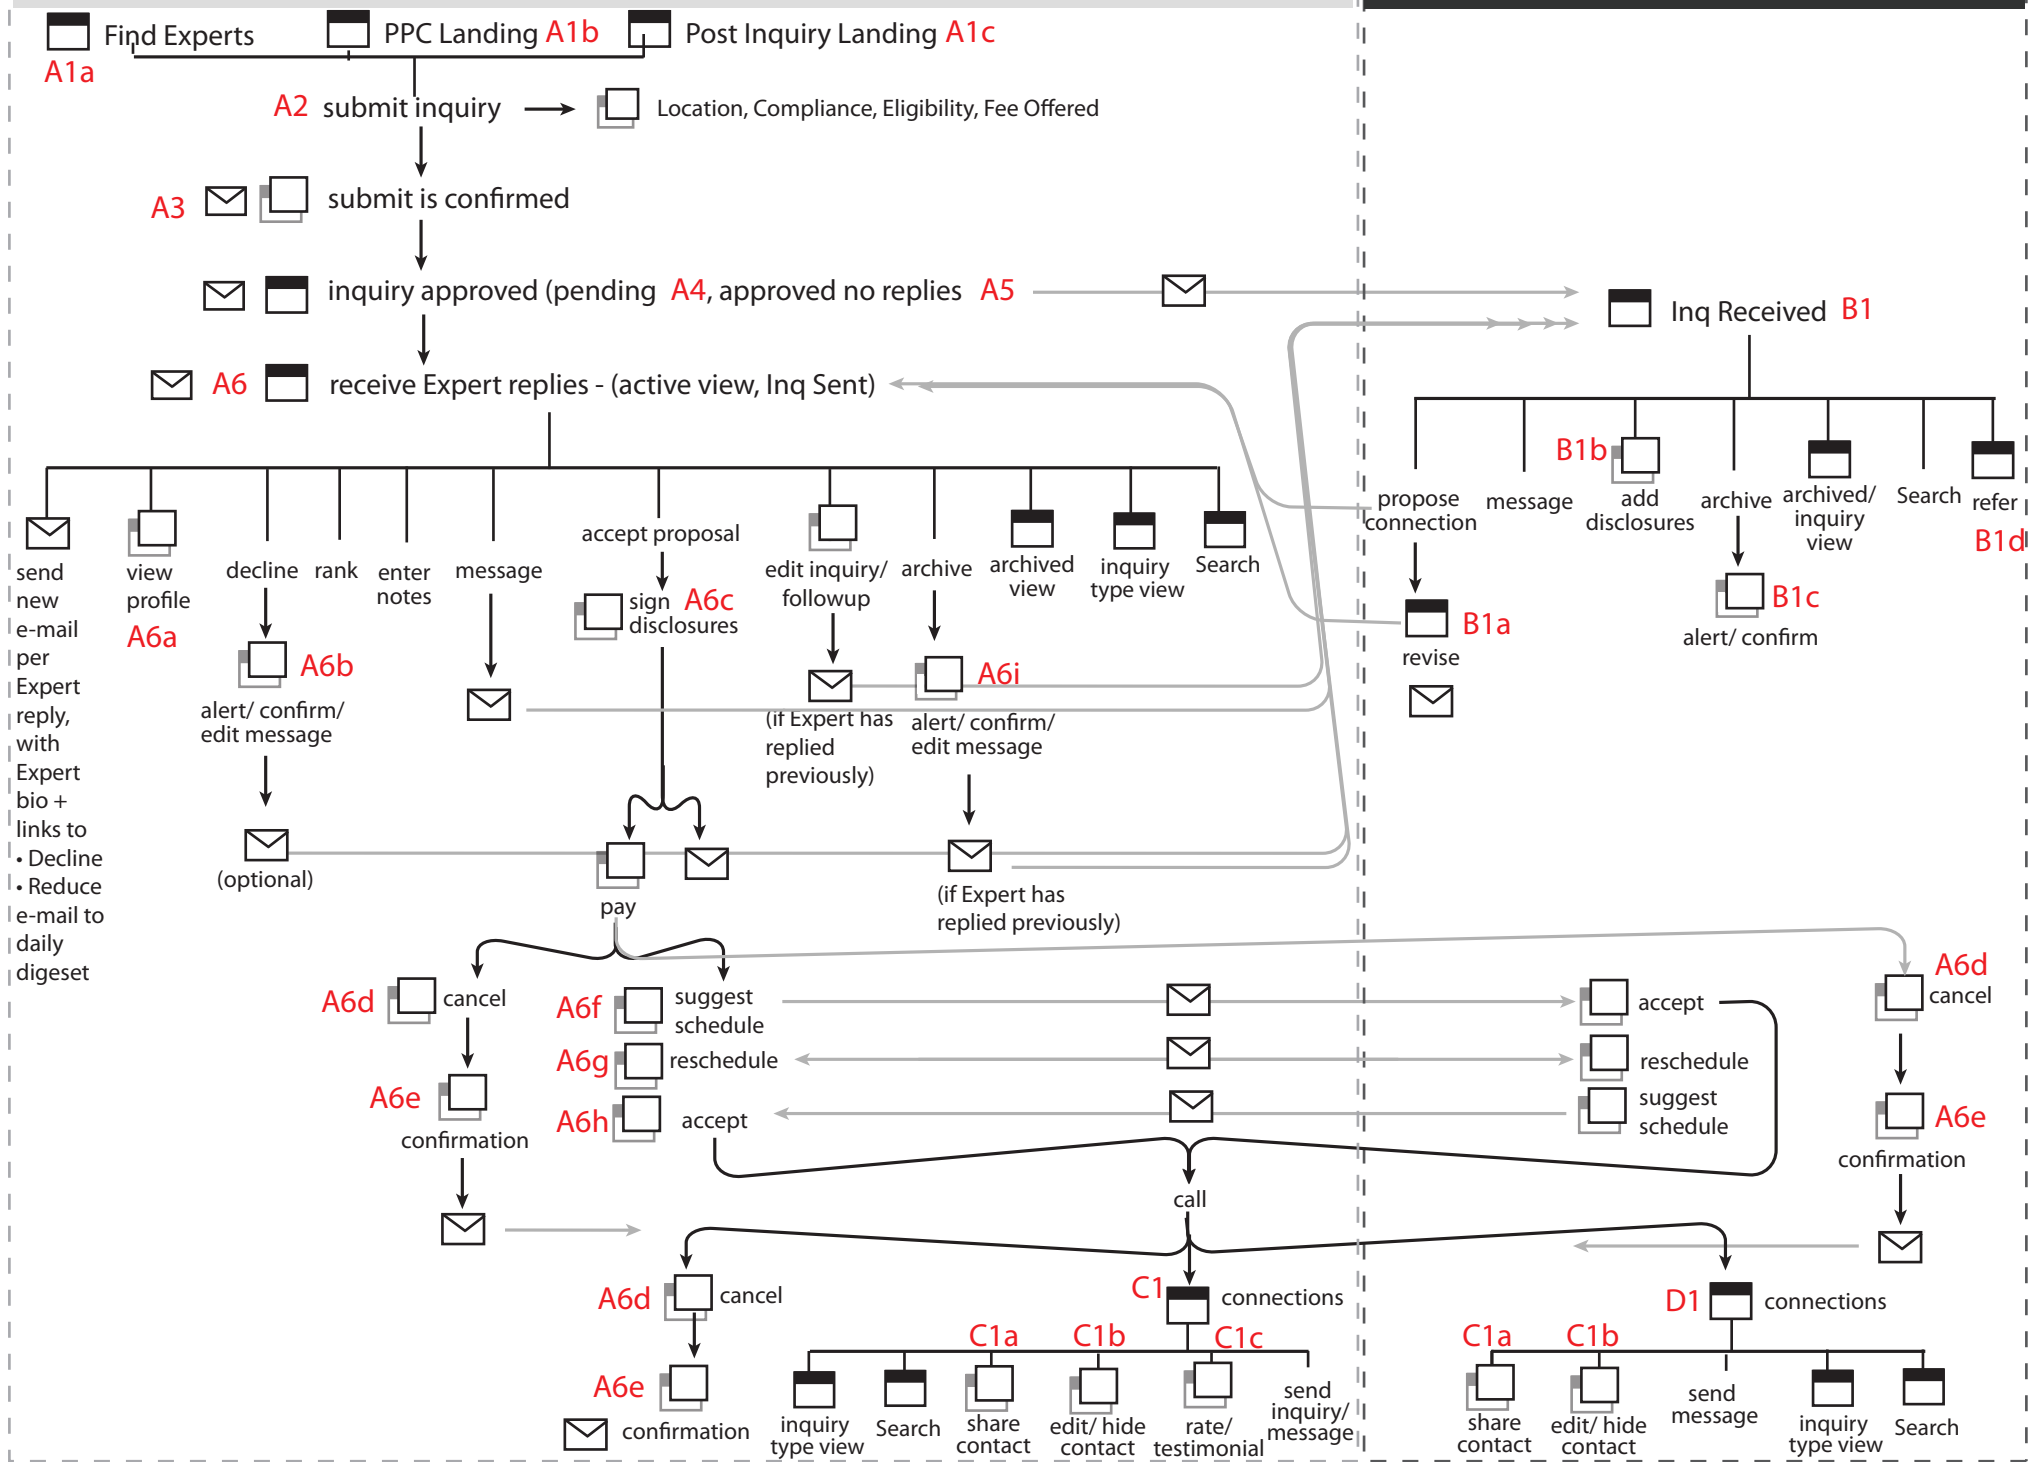 Find Experts
A1a
PPC Landing A1b
Post Inquiry Landing A1c
A2 submit inquiry
Location, Compliance, Eligibility, Fee Offered
A3
submit is confirmed
inquiry approved (pending A4, approved no replies A5
Inq Received B1
A6
receive Expert replies - (active view, Inq Sent)
send
new
e-mail
per
Expert
reply,
with
Expert
bio +
links to
• Decline
• Reduce
e-mail to
daily
digeset
view
profile
A6a
decline
A6b
alert/ confirm/
edit message
(optional)
rank
enter
notes
message
accept proposal
sign A6c
disclosures
pay
edit inquiry/
followup
(if Expert has
replied
previously)
archive
A6i
alert/ confirm/
edit message
(if Expert has
replied previously)
archived
view
inquiry
type view
Search
propose
connection
B1a
revise
message
B1b
add
disclosures
archive
B1c
alert/ confirm
archived/
inquiry
view
Search
refer
B1d
A6d
cancel
A6e
confirmation
A6f
suggest
schedule
A6g
reschedule
A6h
accept
accept
reschedule
suggest
schedule
A6d
cancel
A6e
confirmation
call
A6d
cancel
A6e
confirmation
C1
connections
inquiry
type view
Search
C1a
share
contact
C1b
edit/ hide
contact
C1c
rate/
testimonial
send
inquiry/
message
D1
connections
C1a
share
contact
C1b
edit/ hide
contact
send
message
inquiry
type view
Search